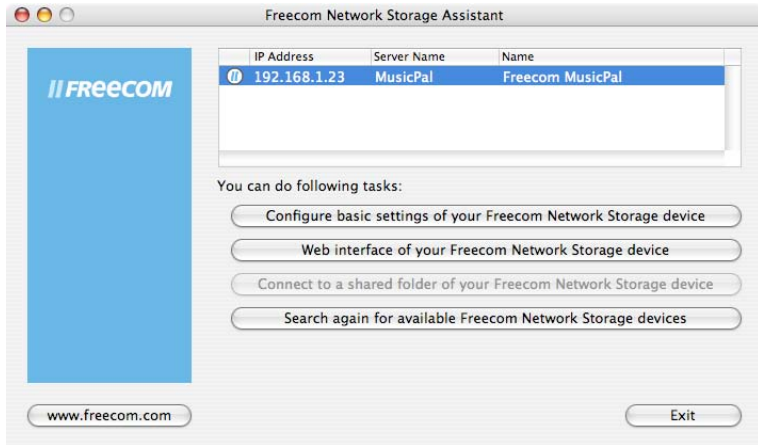 Freecom Network Storage Assistant
FREECOM
IP Address Server Name Name
192.168.1.23 MusicPal Freecom MusicPal
You can do following tasks:
Configure basic settings of your Freecom Network Storage device
Web interface of your Freecom Network Storage device
Connect to a shared folder of your Freecom Network Storage device
Search again for available Freecom Network Storage devices
www.freecom.com Exit